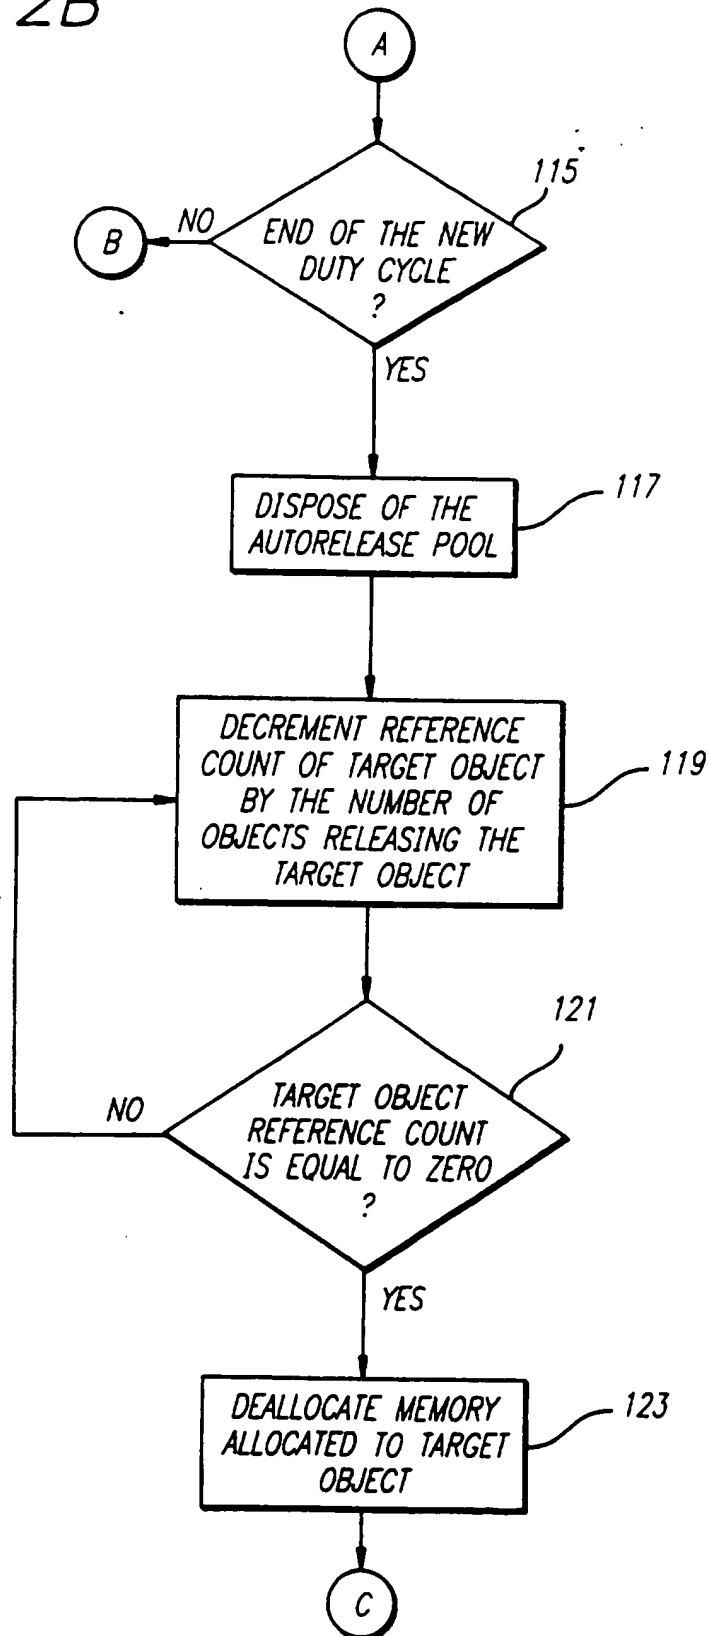 2B
A
115
END OF THE NEW
DUTY CYCLE
?
NO
B
YES
DISPOSE OF THE
AUTORELEASE POOL
117
DECREMENT REFERENCE
COUNT OF TARGET OBJECT
BY THE NUMBER OF
OBJECTS RELEASING THE
TARGET OBJECT
119
121
TARGET OBJECT
REFERENCE COUNT
IS EQUAL TO ZERO
?
NO
YES
DEALLOCATE MEMORY
ALLOCATED TO TARGET
OBJECT
123
C